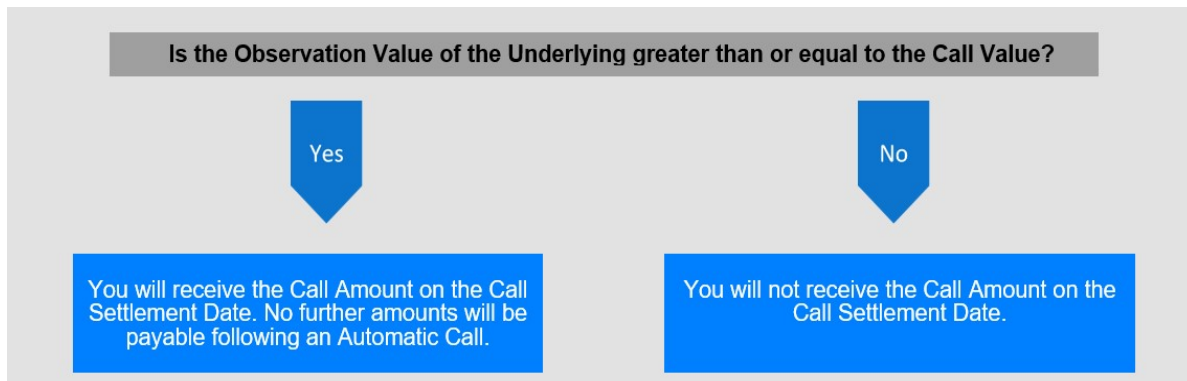 Is the Observation Value of the Underlying greater than or equal to the Call Value?
Yes
No
You will receive the Call Amount on the Call
Settlement Date. No further amounts will be
payable following an Automatic Call.
You will not receive the Call Amount on the
Call Settlement Date.